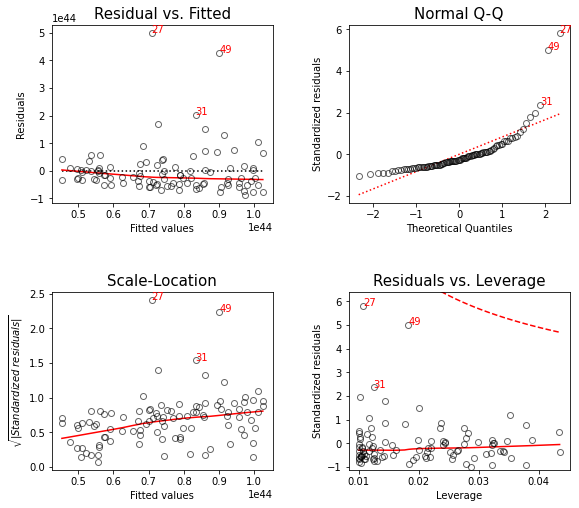 Residual vs. Fitted
1e44
5
4
3
2
1
0
−1
0.5 0.6 0.7 0.8 0.9 1.0
1e44
Residuals
Fitted values
27
49
31
Normal Q-Q
6
4
2
0
−2
−2 −1 0 1 2
Standardized residuals
Theoretical Quantiles
27
49
31
Scale-Location
2.5
2.0
1.5
1.0
0.5
0.0
0.5 0.6 0.7 0.8 0.9 1.0
1e44
√|Standardized residuals|
Fitted values
27
49
31
Residuals vs. Leverage
6
5
4
3
2
1
0
−1
0.01 0.02 0.03 0.04
Standardized residuals
Leverage
27
49
31